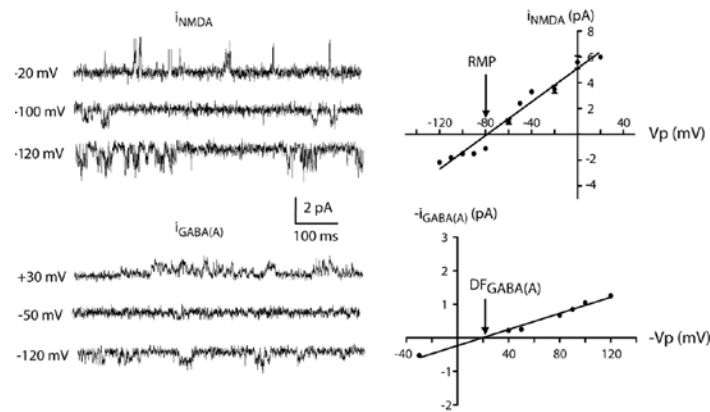 iNMDA
-20 mV
-100 mV
-120 mV
2 pA
100 ms
iGABA(A)
+30 mV
-50 mV
-120 mV
iNMDA (pA)
8
6
4
2
-2
-4
RMP
-120
-80
-40
40
Vp (mV)
-iGABA(A) (pA)
3
2
1
0
-1
-2
DFGABA(A)
-40
0
40
80
120
-Vp (mV)